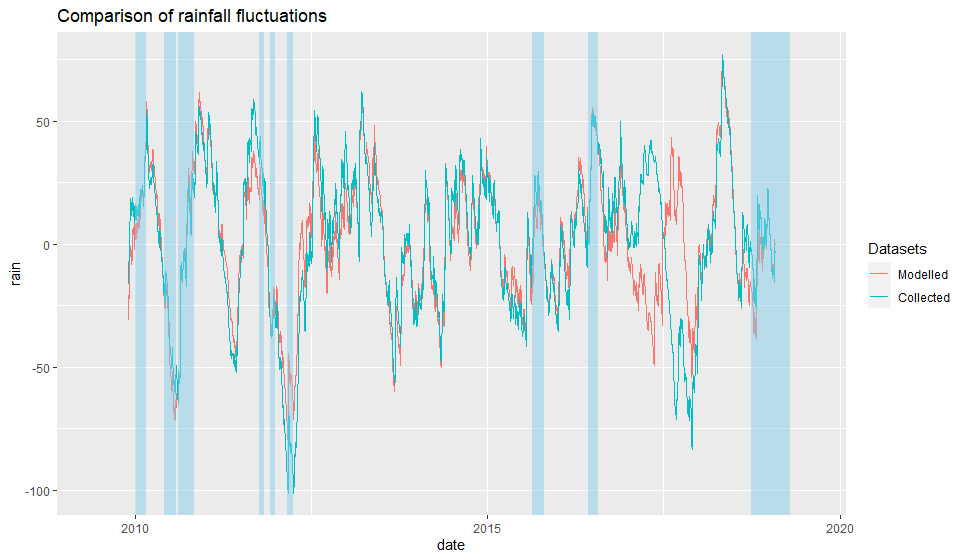 Comparison of rainfall fluctuations
50
0
-50
-100
rain
2010
2015
2020
date
Datasets
Modelled
Collected